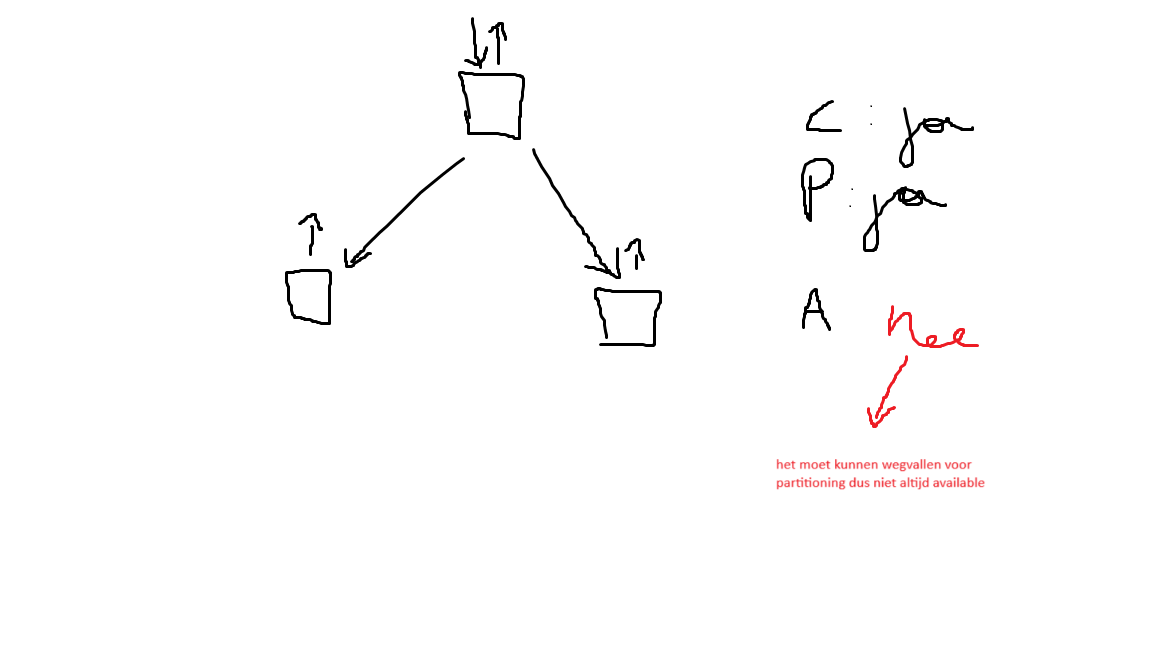 C : ja
P : ja
A nee
het moet kunnen wegvallen voor
partitioning dus niet altijd available